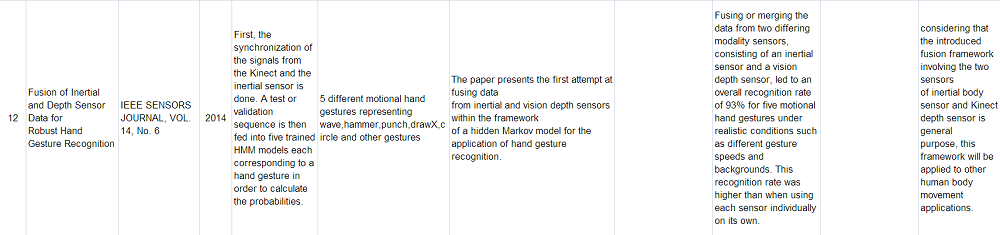 12
Fusion of Inertial
and Depth Sensor
Data for
Robust Hand
Gesture Recognition
IEEE SENSORS
JOURNAL, VOL.
14, No. 6
2014
First, the
synchronization of
the signals from
the Kinect and the
inertial sensor is
done. A test or
validation
sequence is then
fed into five trained
HMM models each
corresponding to a
hand gesture in
order to calculate
the probabilities.
5 different motional hand
gestures representing
wave,hammer,punch,drawX,c
ircle and other gestures
The paper presents the first attempt at
fusing data
from inertial and vision depth sensors
within the framework
of a hidden Markov model for the
application of hand gesture
recognition.
Fusing or merging the
data from two differing
modality sensors,
consisting of an inertial
sensor and a vision
depth sensor, led to an
overall recognition rate
of 93% for five motional
hand gestures under
realistic conditions such
as different gesture
speeds and
backgrounds. This
recognition rate was
higher than when using
each sensor individually
on its own.
considering that
the introduced
fusion framework
involving the two
sensors
of inertial body
sensor and Kinect
depth sensor is
general
purpose, this
framework will be
applied to other
human body
movement
applications.